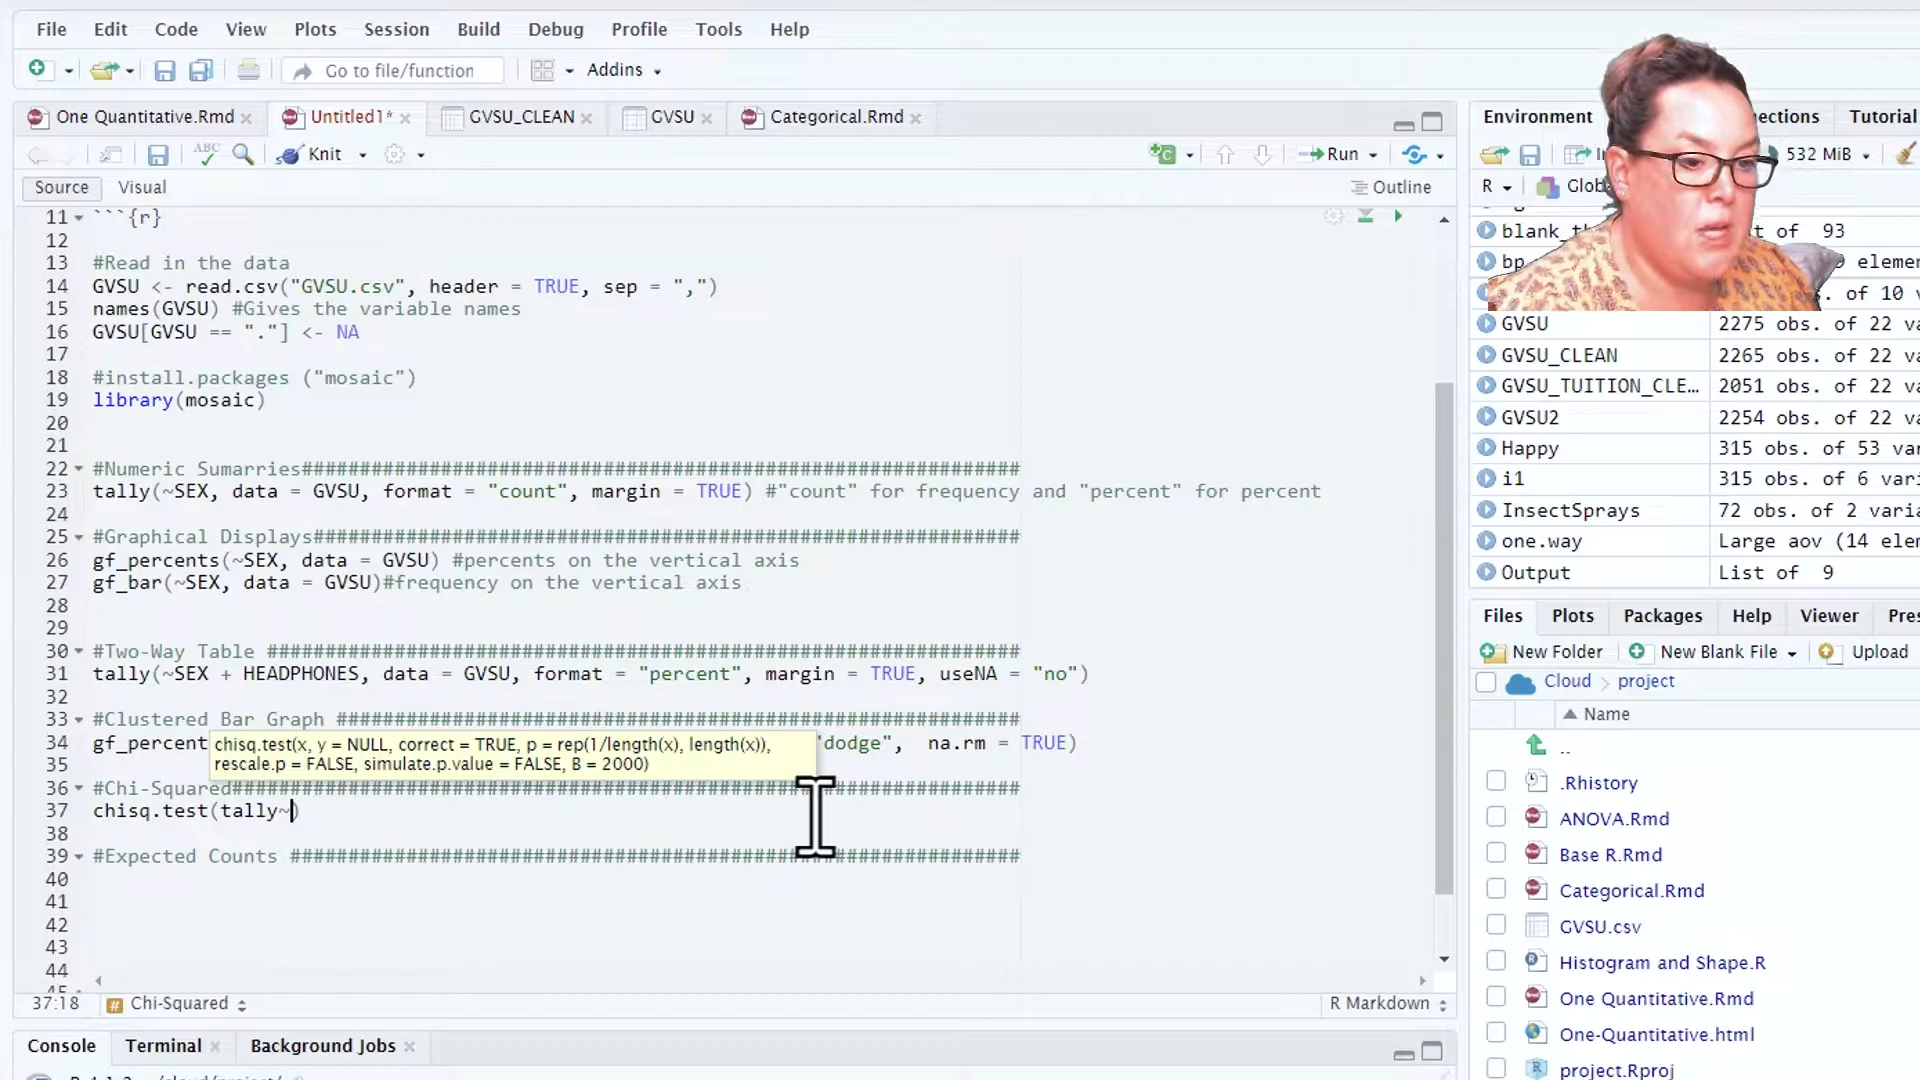 File Edit Code View Plots Session Build Debug Profile Tools Help
Go to file/function Addins
One Quantitative.Rmd Untitled1* GVSU_CLEAN GVSU Categorical.Rmd
ABC Knit Run
Source Visual Outline
11 ```{r}
12
13 #Read in the data
14 GVSU <- read.csv("GVSU.csv", header = TRUE, sep = ",")
15 names(GVSU) #Gives the variable names
16 GVSU[GVSU == "."] <- NA
17
18 #install.packages ("mosaic")
19 library(mosaic)
20
21
22 #Numeric Sumarries##############################################################
23 tally(~SEX, data = GVSU, format = "count", margin = TRUE) #"count" for frequency and "percent" for percent
24
25 #Graphical Displays#############################################################
26 gf_percents(~SEX, data = GVSU) #percents on the vertical axis
27 gf_bar(~SEX, data = GVSU)#frequency on the vertical axis
28
29
30 #Two-Way Table #################################################################
31 tally(~SEX + HEADPHONES, data = GVSU, format = "percent", margin = TRUE, useNA = "no")
32
33 #Clustered Bar Graph ###########################################################
34 gf_percent "dodge", na.rm = TRUE)
chisq.test(x, y = NULL, correct = TRUE, p = rep(1/length(x), length(x)),
rescale.p = FALSE, simulate.p.value = FALSE, B = 2000)
35
36 #Chi-Squared####################################################################
37 chisq.test(tally~)
38
39 #Expected Counts ###############################################################
40
41
42
43
44
37:18 Chi-Squared R Markdown
Console Terminal Background Jobs
Environment Tutorial
532 MiB
R
93
bp
of 10
GVSU 2275 obs. of 22
GVSU_CLEAN 2265 obs. of 22
GVSU_TUITION_CLE… 2051 obs. of 22
GVSU2 2254 obs. of 22
Happy 315 obs. of 53
i1 315 obs. of 6
InsectSprays 72 obs. of 2
one.way Large aov (14
Output List of 9
Files Plots Packages Help Viewer
New Folder New Blank File Upload
Cloud project
Name
..
.Rhistory
ANOVA.Rmd
Base R.Rmd
Categorical.Rmd
GVSU.csv
Histogram and Shape.R
One Quantitative.Rmd
One-Quantitative.html
project.Rproj